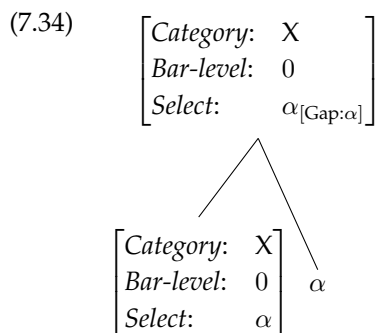 (7.34)
Category: X
Bar-level: 0
Select: α[Gap:α]
Category: X
Bar-level: 0 α
Select: α